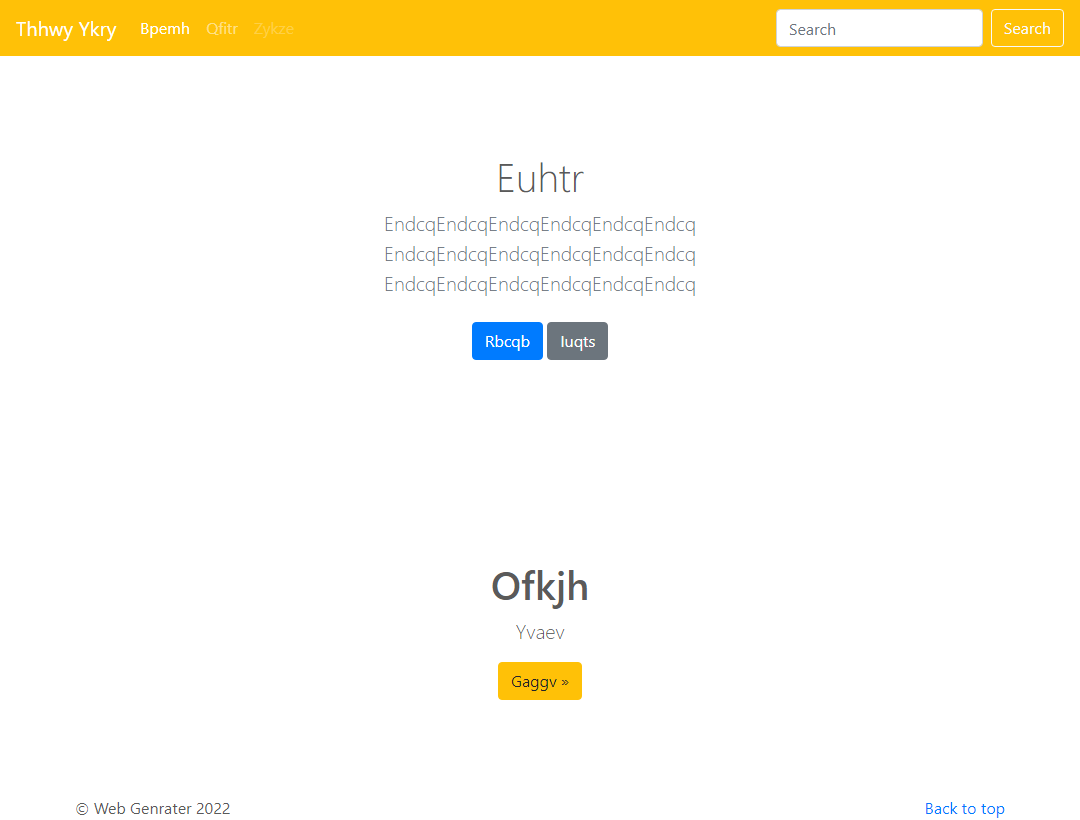 Thhwy Ykry Bpemh Qfitr Zykze Search Search
Euhtr
EndcqEndcqEndcqEndcqEndcqEndcq
EndcqEndcqEndcqEndcqEndcqEndcq
EndcqEndcqEndcqEndcqEndcqEndcq
Rbcqb Iuqts
Ofkjh
Yvaev
Gaggv »
© Web Genrater 2022 Back to top